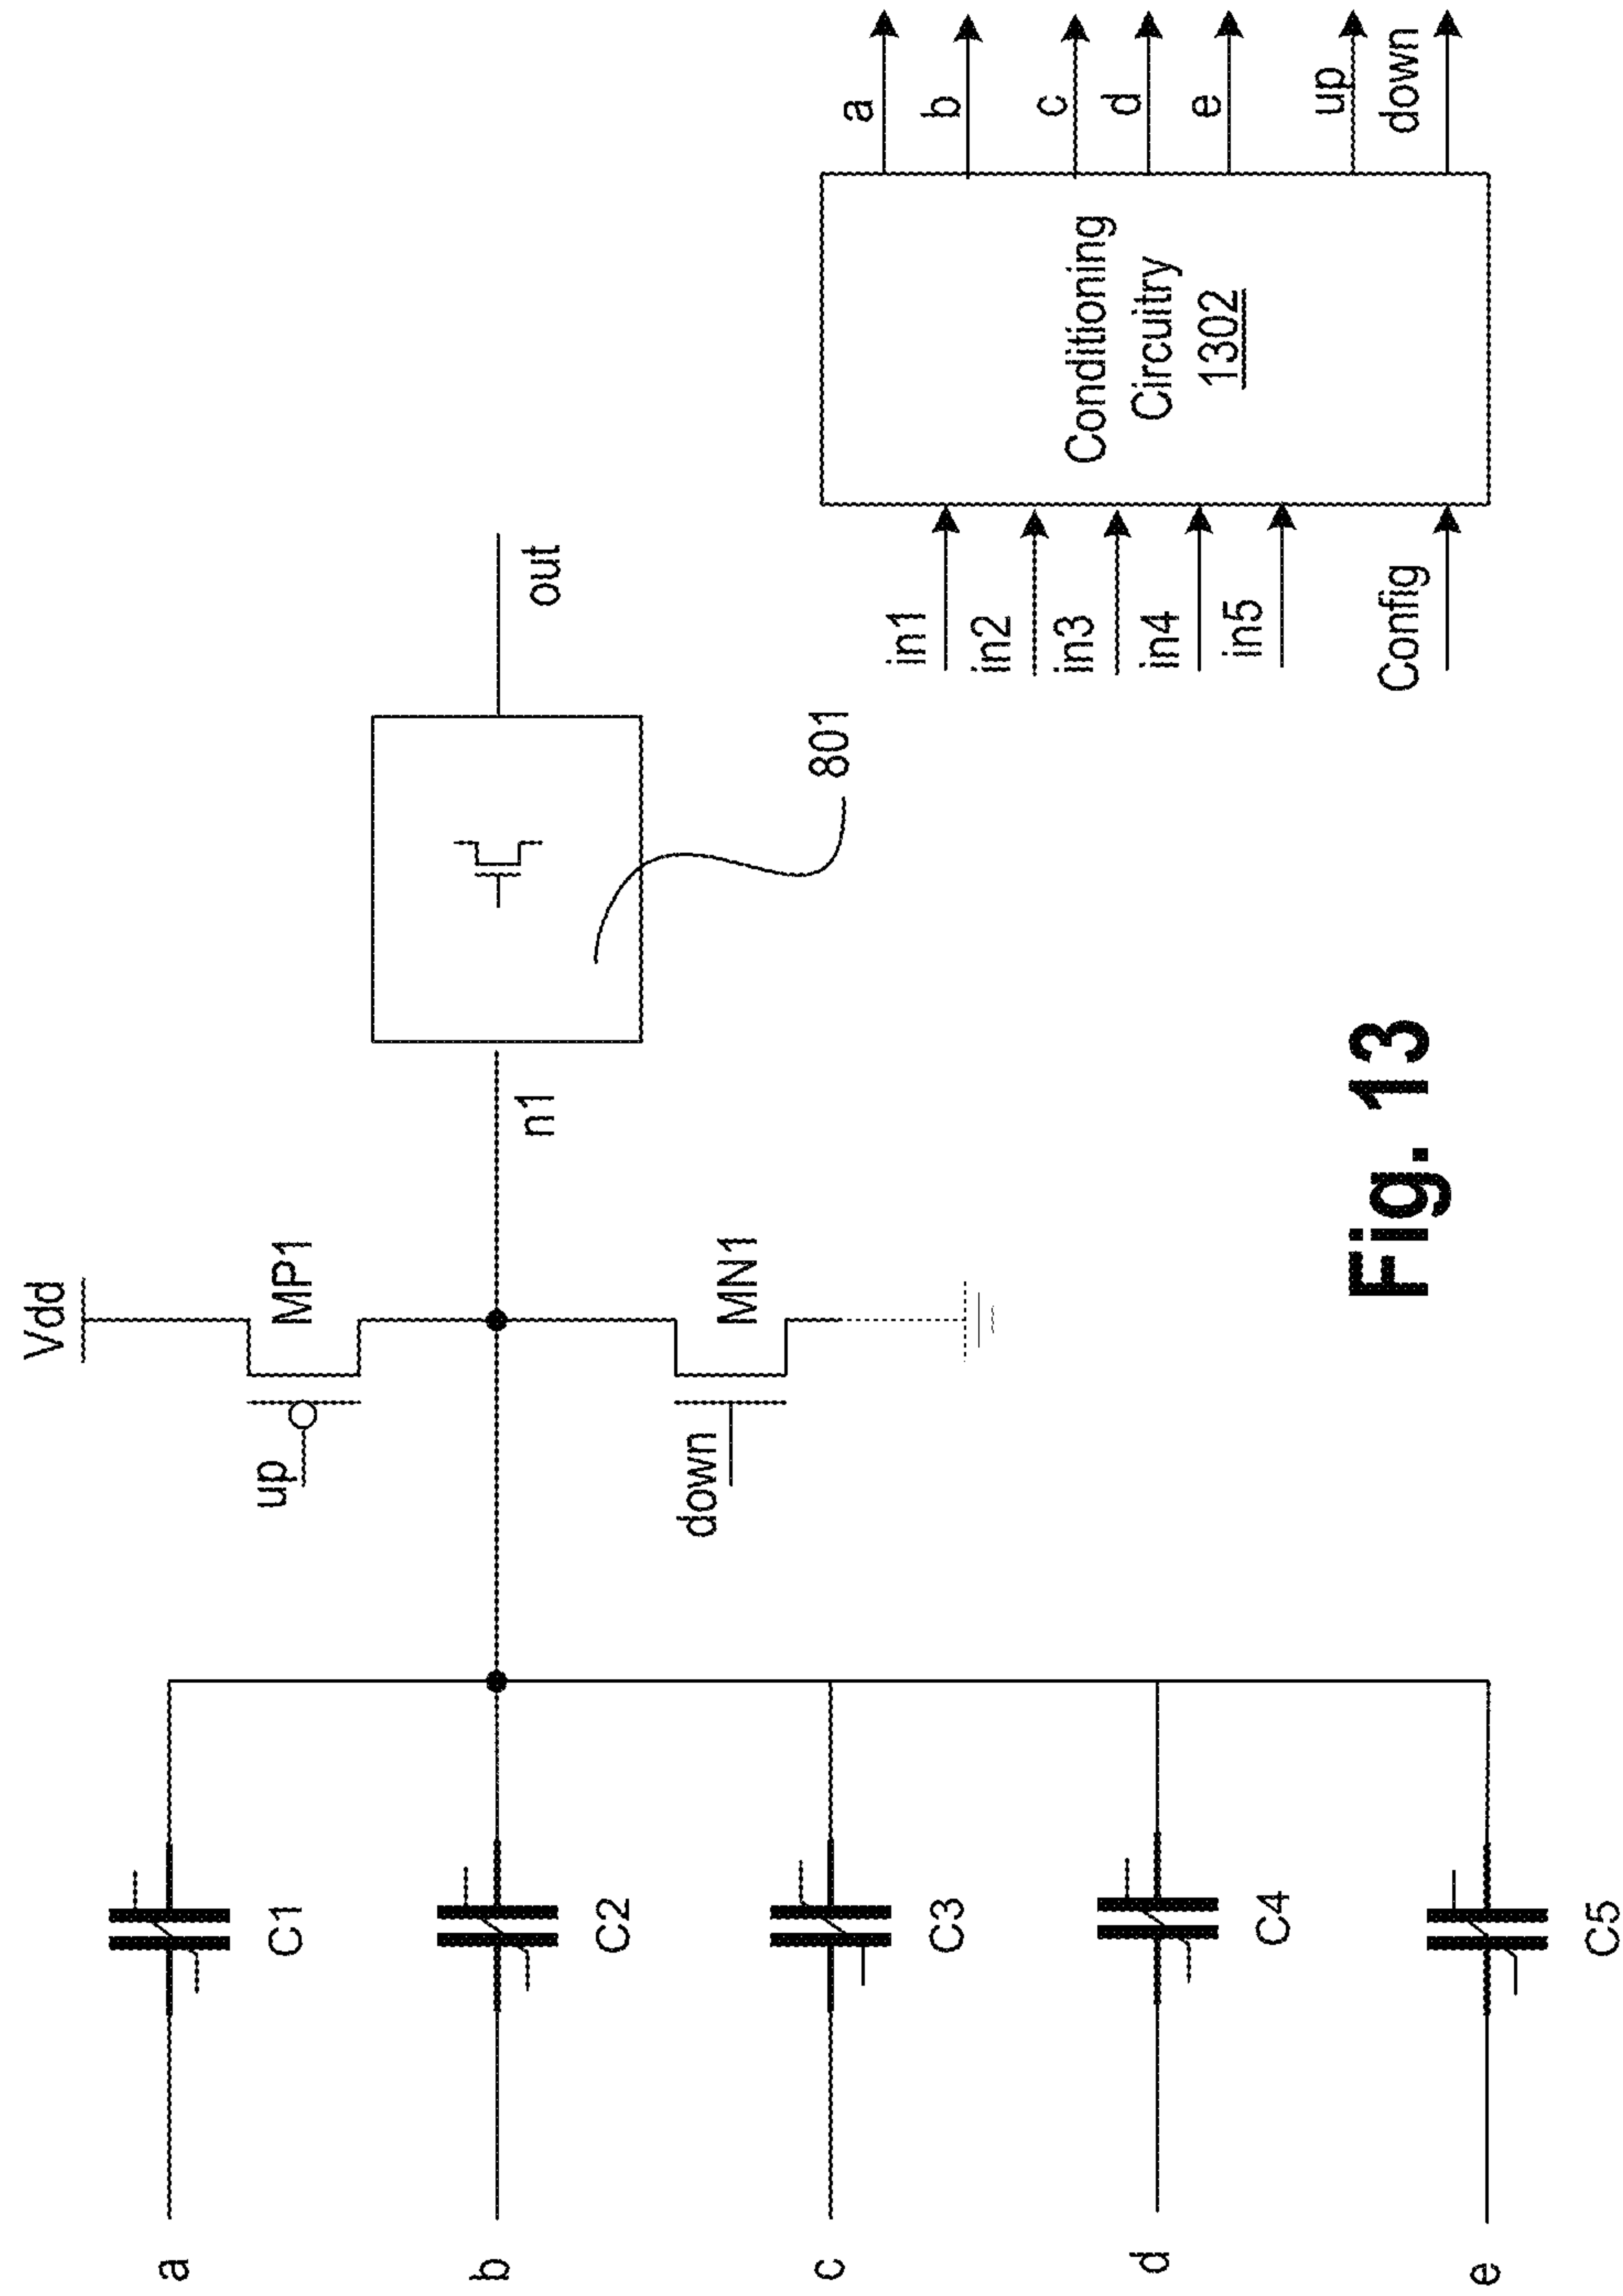 Vdd
up
MP1
a
C1
n1
out
b
C2
down
MN1
801
c
C3
d
C4
e
C5
in1
in2
in3
in4
in5
Config
Conditioning
Circuitry
1302
a
b
c
d
e
up
down
Fig. 13